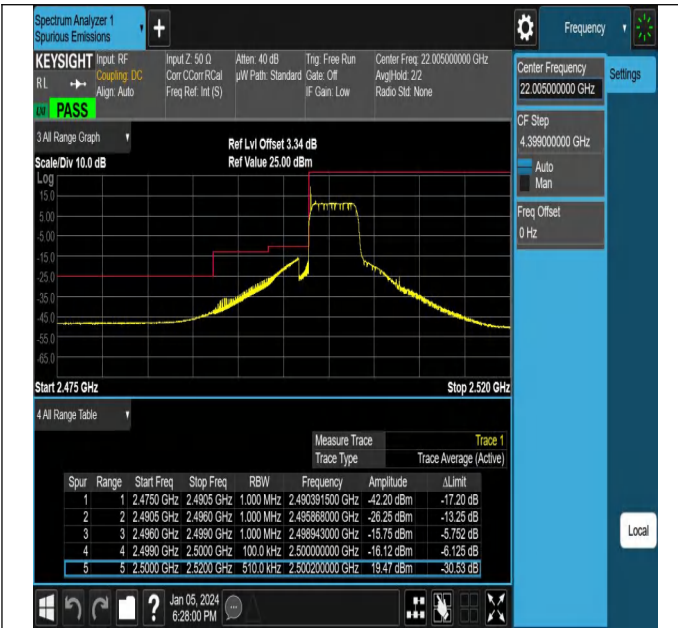 Spectrum Analyzer 1
Spurious Emissions
Frequency
KEYSIGHT
RL
PASS
Input: RF
Coupling: DC
Align: Auto
Input Z: 50 Ω
Corr CCorr RCal
Freq Ref: Int (S)
Atten: 40 dB
µW Path: Standard
Trig: Free Run
Gate: Off
IF Gain: Low
Center Freq: 22.005000000 GHz
Avg|Hold: 2/2
Radio Std: None
Center Frequency
22.005000000 GHz
Settings
CF Step
4.399000000 GHz
Auto
Man
Freq Offset
0 Hz
3 All Range Graph
Ref Lvl Offset 3.34 dB
Scale/Div 10.0 dB
Ref Value 25.00 dBm
Log
15.0
5.00
-5.00
-15.0
-25.0
-35.0
-45.0
-55.0
-65.0
Start 2.475 GHz
Stop 2.520 GHz
4 All Range Table
Measure Trace Trace 1
Trace Type Trace Average (Active)
Spur Range Start Freq Stop Freq RBW Frequency Amplitude ΔLimit
1 1 2.4750 GHz 2.4905 GHz 1.000 MHz 2.490391500 GHz -42.20 dBm -17.20 dB
2 2 2.4905 GHz 2.4960 GHz 1.000 MHz 2.495868000 GHz -26.25 dBm -13.25 dB
3 3 2.4960 GHz 2.4990 GHz 1.000 MHz 2.498943000 GHz -15.75 dBm -5.752 dB
4 4 2.4990 GHz 2.5000 GHz 100.0 kHz 2.500000000 GHz -16.12 dBm -6.125 dB
5 5 2.5000 GHz 2.5200 GHz 510.0 kHz 2.500200000 GHz 19.47 dBm -30.53 dB
Local
?
Jan 05, 2024
6:28:00 PM